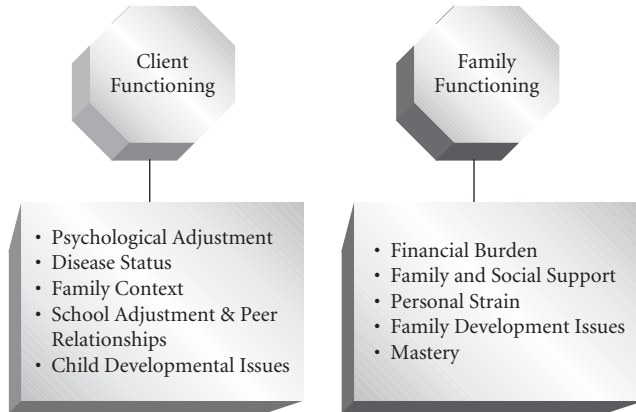 Client
Functioning
• Psychological Adjustment
• Disease Status
• Family Context
• School Adjustment & Peer
Relationships
• Child Developmental Issues
Family
Functioning
• Financial Burden
• Family and Social Support
• Personal Strain
• Family Development Issues
• Mastery